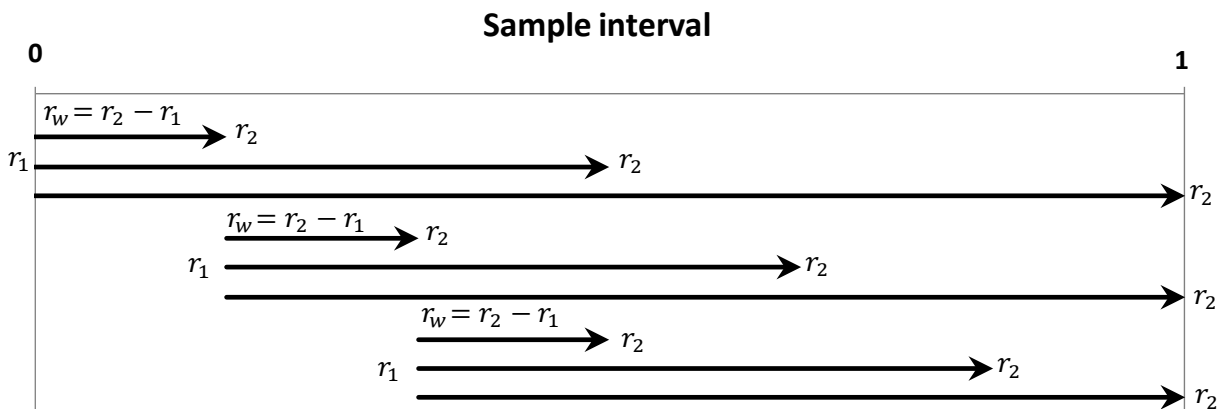 Sample interval
0 1
r_w = r_2 − r_1
r_2
r_1 r_2
r_2
r_w = r_2 − r_1
r_2
r_1 r_2
r_2
r_w = r_2 − r_1
r_2
r_1 r_2
r_2